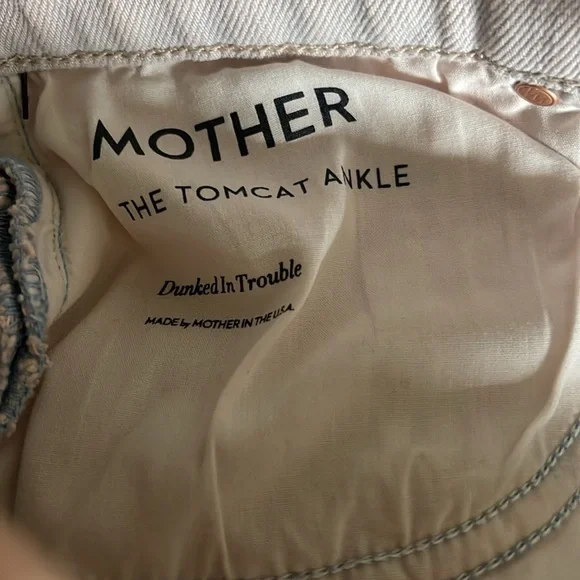 MOTHER
THE TOMCAT ANKLE
Dunked In Trouble
MADE by MOTHER IN THE U.S.A.